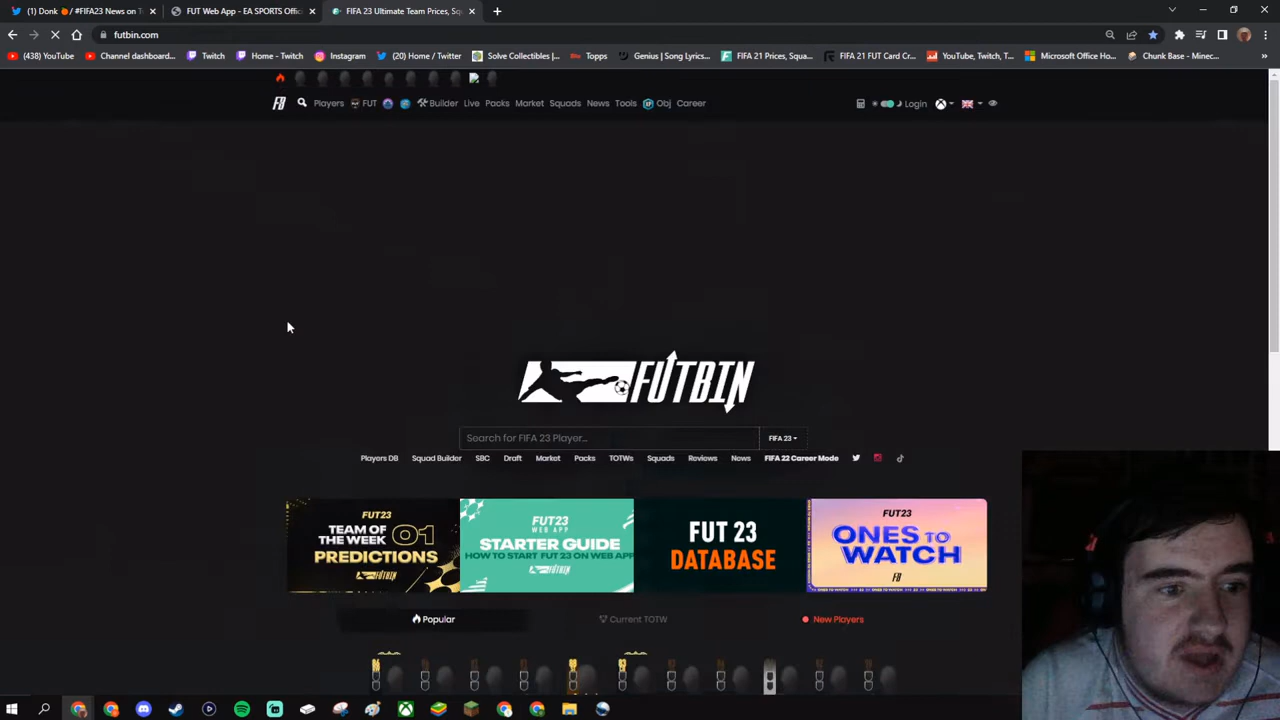 (1) Donk 🍊/ #FIFA23 News on T
FUT Web App - EA SPORTS Offici
FIFA 23 Ultimate Team Prices, Squ
futbin.com
(438) YouTube
Channel dashboard...
Twitch
Home - Twitch
Instagram
(20) Home / Twitter
Solve Collectibles |...
Topps
Genius | Song Lyrics...
FIFA 21 Prices, Squa...
FIFA 21 FUT Card Cr...
YouTube, Twitch, T...
Microsoft Office Ho...
Chunk Base - Minec...
FB
Players
FUT
Builder
Live
Packs
Market
Squads
News
Tools
Obj
Career
Login
FUTBIN
Search for FIFA 23 Player...
FIFA 23
Players DB
Squad Builder
SBC
Draft
Market
Packs
TOTWs
Squads
Reviews
News
FIFA 22 Career Mode
FUT23
TEAM OF
THE WEEK 01
PREDICTIONS
FUTBIN
FUT23
WEB APP
STARTER GUIDE
HOW TO START FUT 23 ON WEB APP
FUTBIN
FUT 23
DATABASE
FUT23
ONES TO
WATCH
FB
Popular
Current TOTW
New Players